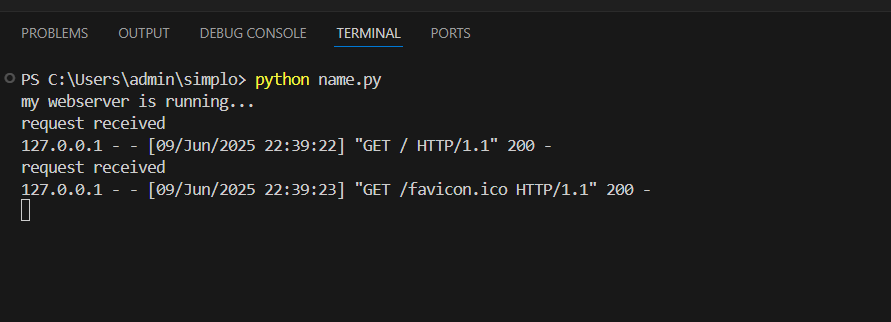 PROBLEMS OUTPUT DEBUG CONSOLE TERMINAL PORTS
PS C:\Users\admin\simplo> python name.py
my webserver is running...
request received
127.0.0.1 - - [09/Jun/2025 22:39:22] "GET / HTTP/1.1" 200 -
request received
127.0.0.1 - - [09/Jun/2025 22:39:23] "GET /favicon.ico HTTP/1.1" 200 -